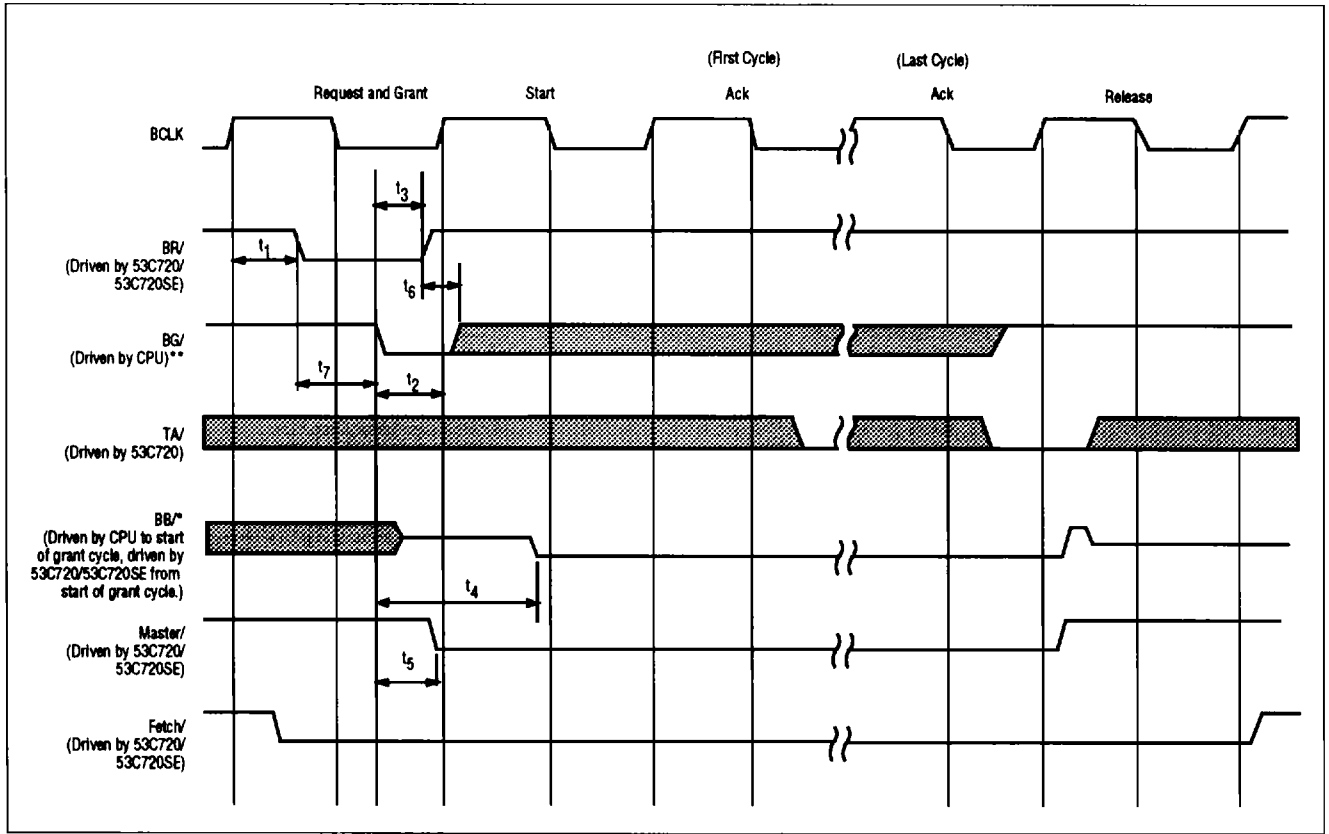 (First Cycle)
(Last Cycle)
Request and Grant
Start
Ack
Ack
Release
BCLK
t3
BR/
(Driven by 53C720/
53C720SE)
t1
t6
BG/
(Driven by CPU)**
t7
t2
TA/
(Driven by 53C720)
BB/*
(Driven by CPU to start
of grant cycle, driven by
53C720/53C720SE from
start of grant cycle.)
t4
Master/
(Driven by 53C720/
53C720SE)
t5
Fetch/
(Driven by 53C720/
53C720SE)